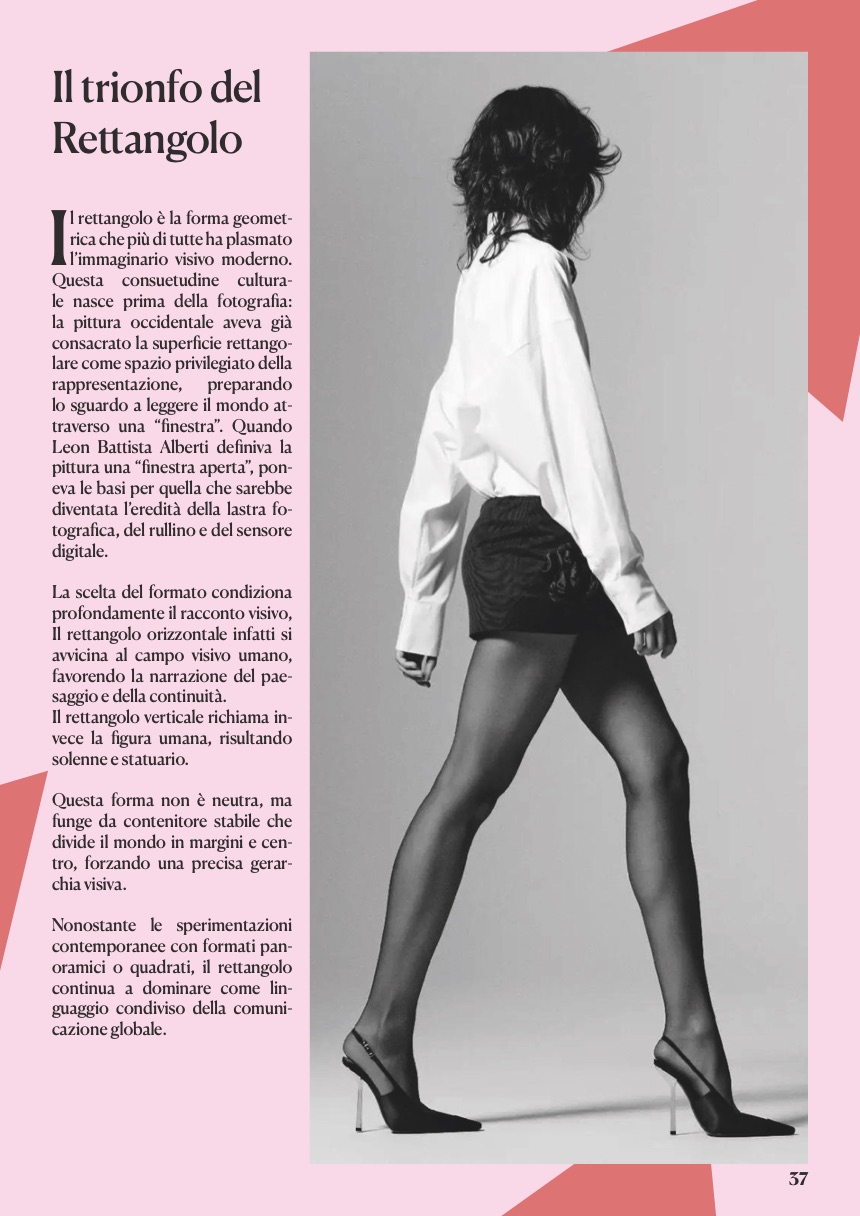 Il trionfo del
Rettangolo
Il rettangolo è la forma geomet-
rica che più di tutte ha plasmato
l'immaginario visivo moderno.
Questa consuetudine cultura-
le nasce prima della fotografia:
la pittura occidentale aveva già
consacrato la superficie rettango-
lare come spazio privilegiato della
rappresentazione, preparando
lo sguardo a leggere il mondo at-
traverso una “finestra”. Quando
Leon Battista Alberti definiva la
pittura una “finestra aperta”, pon-
eva le basi per quella che sarebbe
diventata l'eredità della lastra fo-
tografica, del rullino e del sensore
digitale.
La scelta del formato condiziona
profondamente il racconto visivo,
Il rettangolo orizzontale infatti si
avvicina al campo visivo umano,
favorendo la narrazione del pae-
saggio e della continuità.
Il rettangolo verticale richiama in-
vece la figura umana, risultando
solenne e statuario.
Questa forma non è neutra, ma
funge da contenitore stabile che
divide il mondo in margini e cen-
tro, forzando una precisa gerar-
chia visiva.
Nonostante le sperimentazioni
contemporanee con formati pan-
oramici o quadrati, il rettangolo
continua a dominare come lin-
guaggio condiviso della comuni-
cazione globale.
37